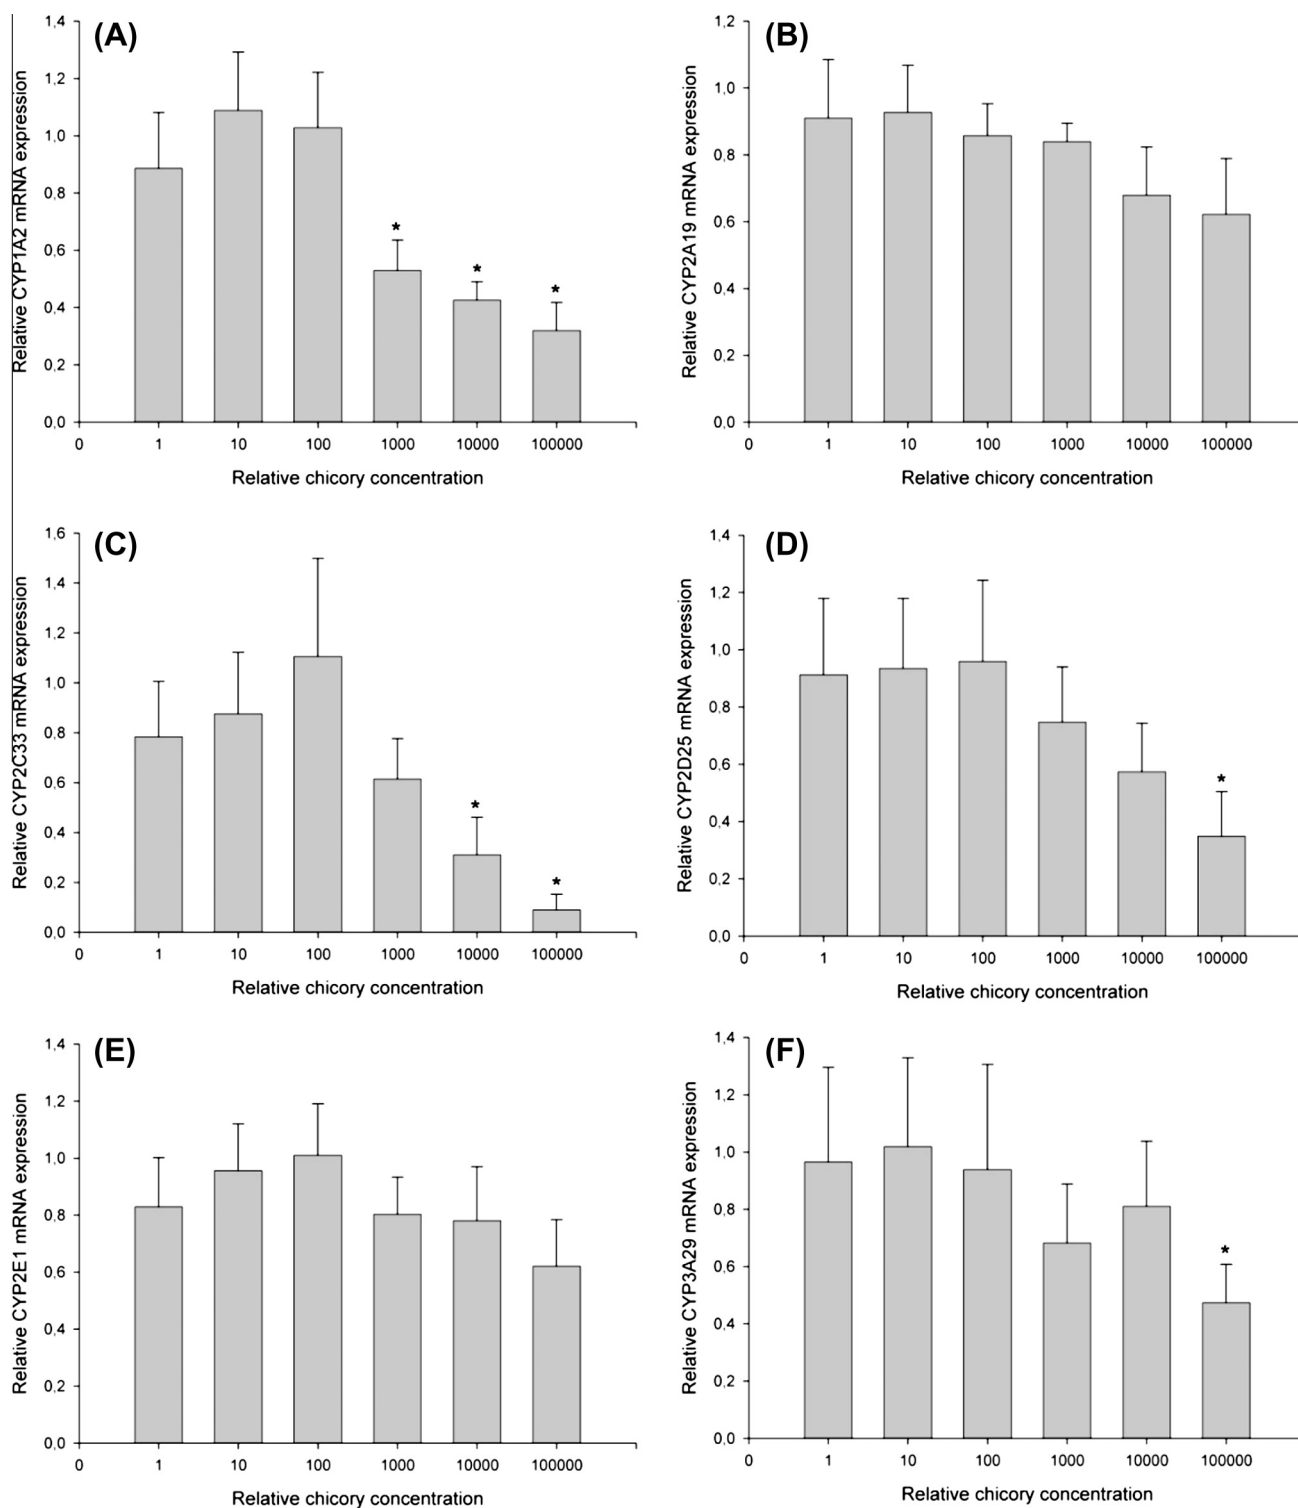 (A)
Relative CYP1A2 mRNA expression
1,4
1,2
1,0
0,8
0,6
0,4
0,2
0,0
*
*
*
0 1 10 100 1000 10000 100000
Relative chicory concentration
(B)
Relative CYP2A19 mRNA expression
1,2
1,0
0,8
0,6
0,4
0,2
0,0
0 1 10 100 1000 10000 100000
Relative chicory concentration
(C)
Relative CYP2C33 mRNA expression
1,6
1,4
1,2
1,0
0,8
0,6
0,4
0,2
0,0
*
*
0 1 10 100 1000 10000 100000
Relative chicory concentration
(D)
Relative CYP2D25 mRNA expression
1.4
1.2
1.0
0.8
0.6
0.4
0.2
0.0
*
0 1 10 100 1000 10000 100000
Relative chicory concentration
(E)
Relative CYP2E1 mRNA expression
1,4
1,2
1,0
0,8
0,6
0,4
0,2
0,0
0 1 10 100 1000 10000 100000
Relative chicory concentration
(F)
Relative CYP3A29 mRNA expression
1,4
1,2
1,0
0,8
0,6
0,4
0,2
0,0
*
0 1 10 100 1000 10000 100000
Relative chicory concentration